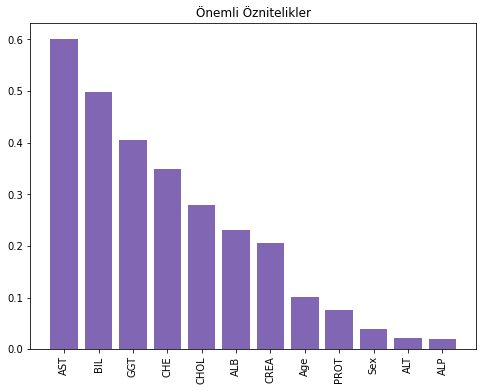 Önemli Öznitelikler
0.6
0.5
0.4
0.3
0.2
0.1
0.0
AST
BIL
GGT
CHE
CHOL
ALB
CREA
Age
PROT
Sex
ALT
ALP